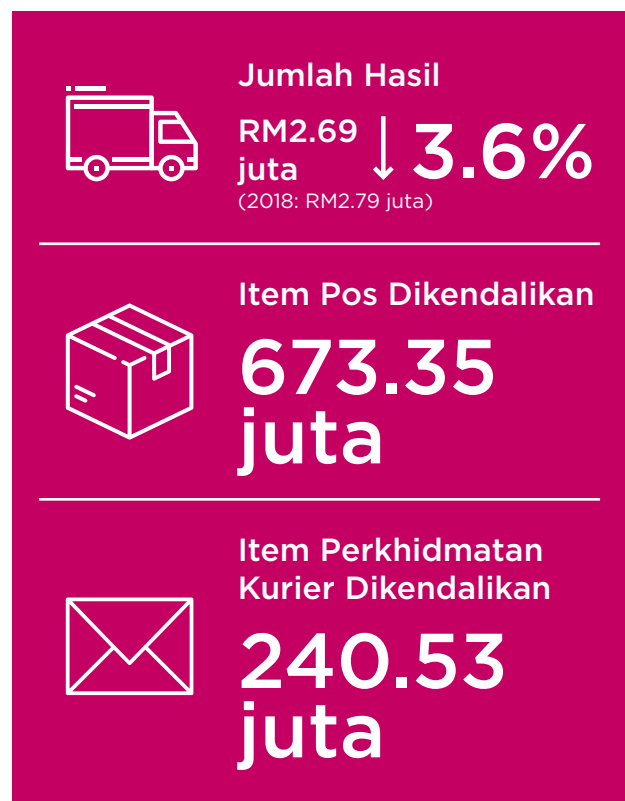 Jumlah Hasil
RM2.69 juta ↓ 3.6%
(2018: RM2.79 juta)
Item Pos Dikendalikan
673.35
juta
Item Perkhidmatan
Kurier Dikendalikan
240.53
juta